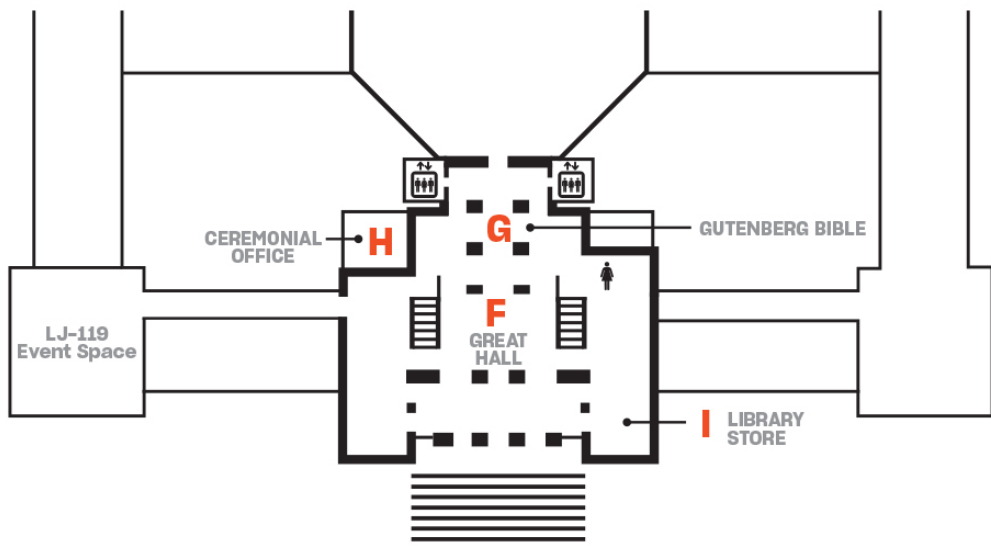 G
GUTENBERG BIBLE
CEREMONIAL
OFFICE
H
F
GREAT
HALL
LJ-119
Event Space
I
LIBRARY
STORE